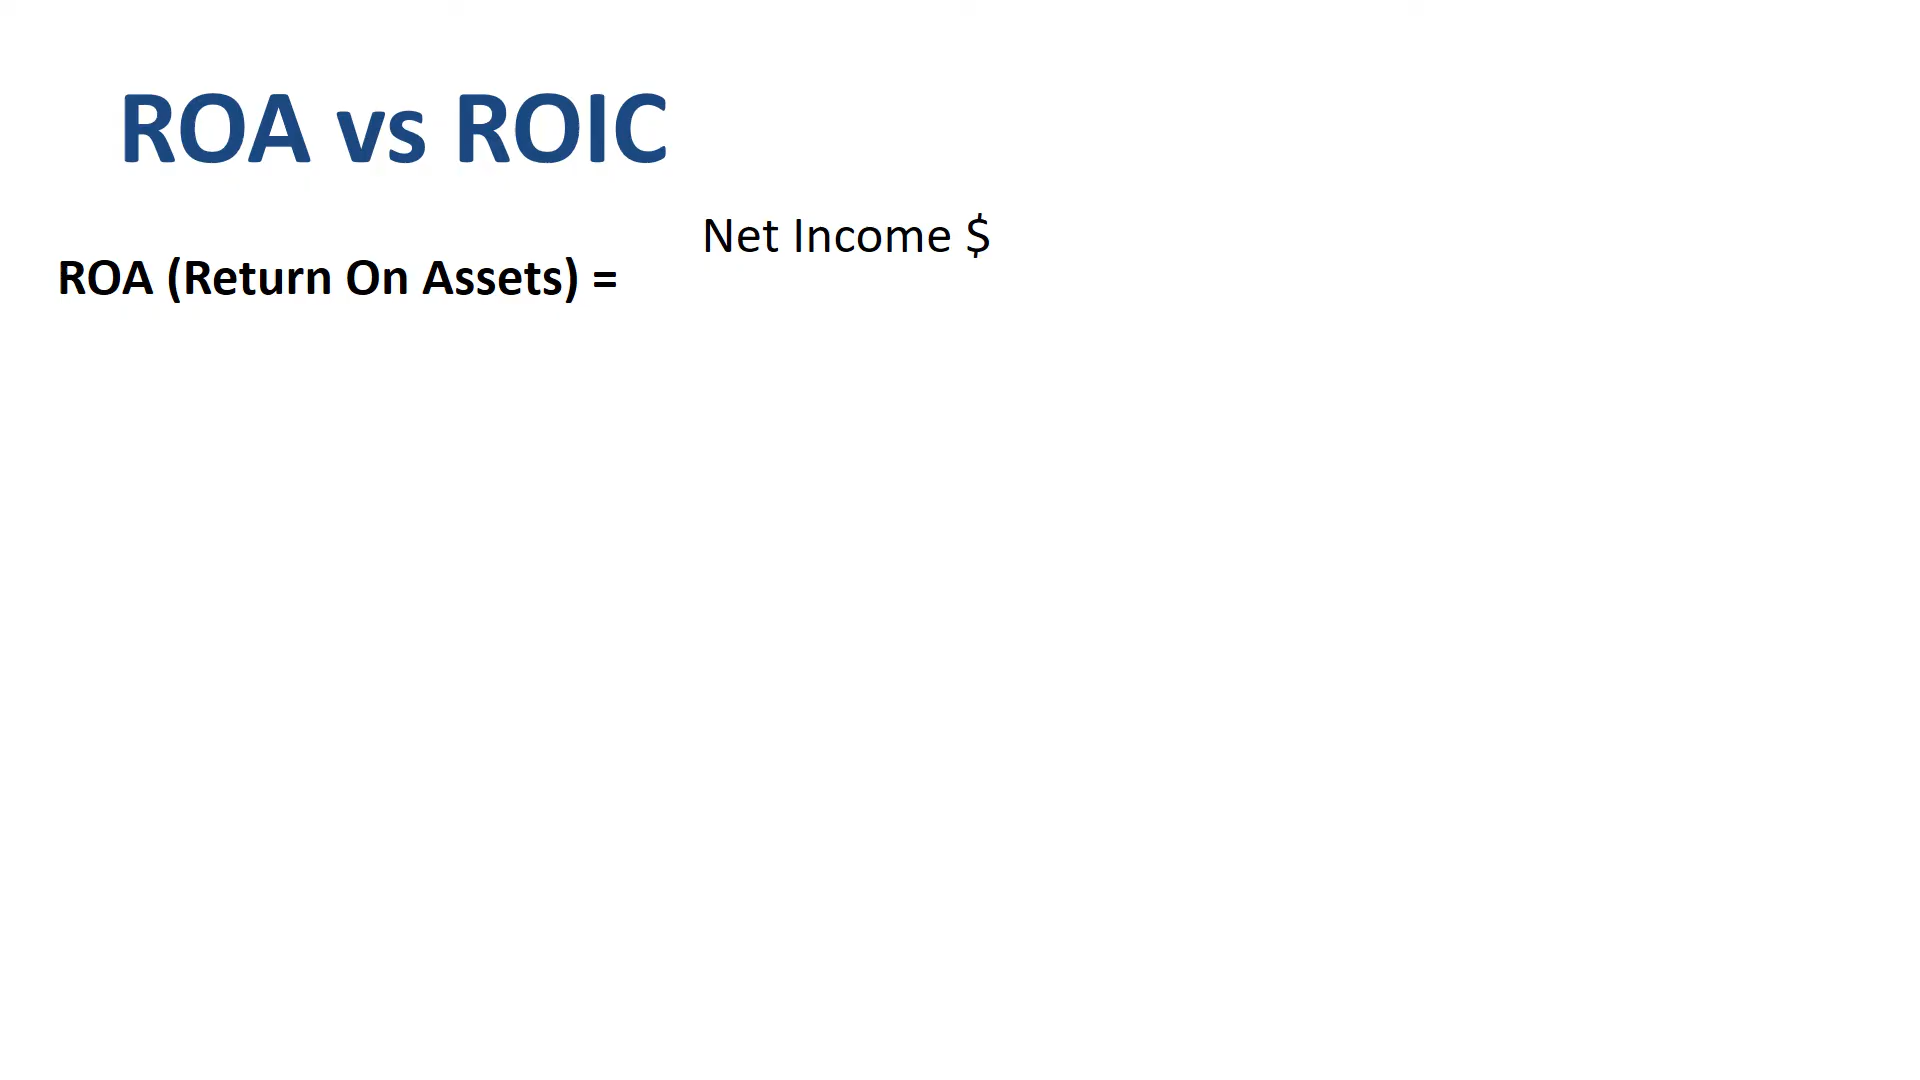 ROA vs ROIC
Net Income $
ROA (Return On Assets) =